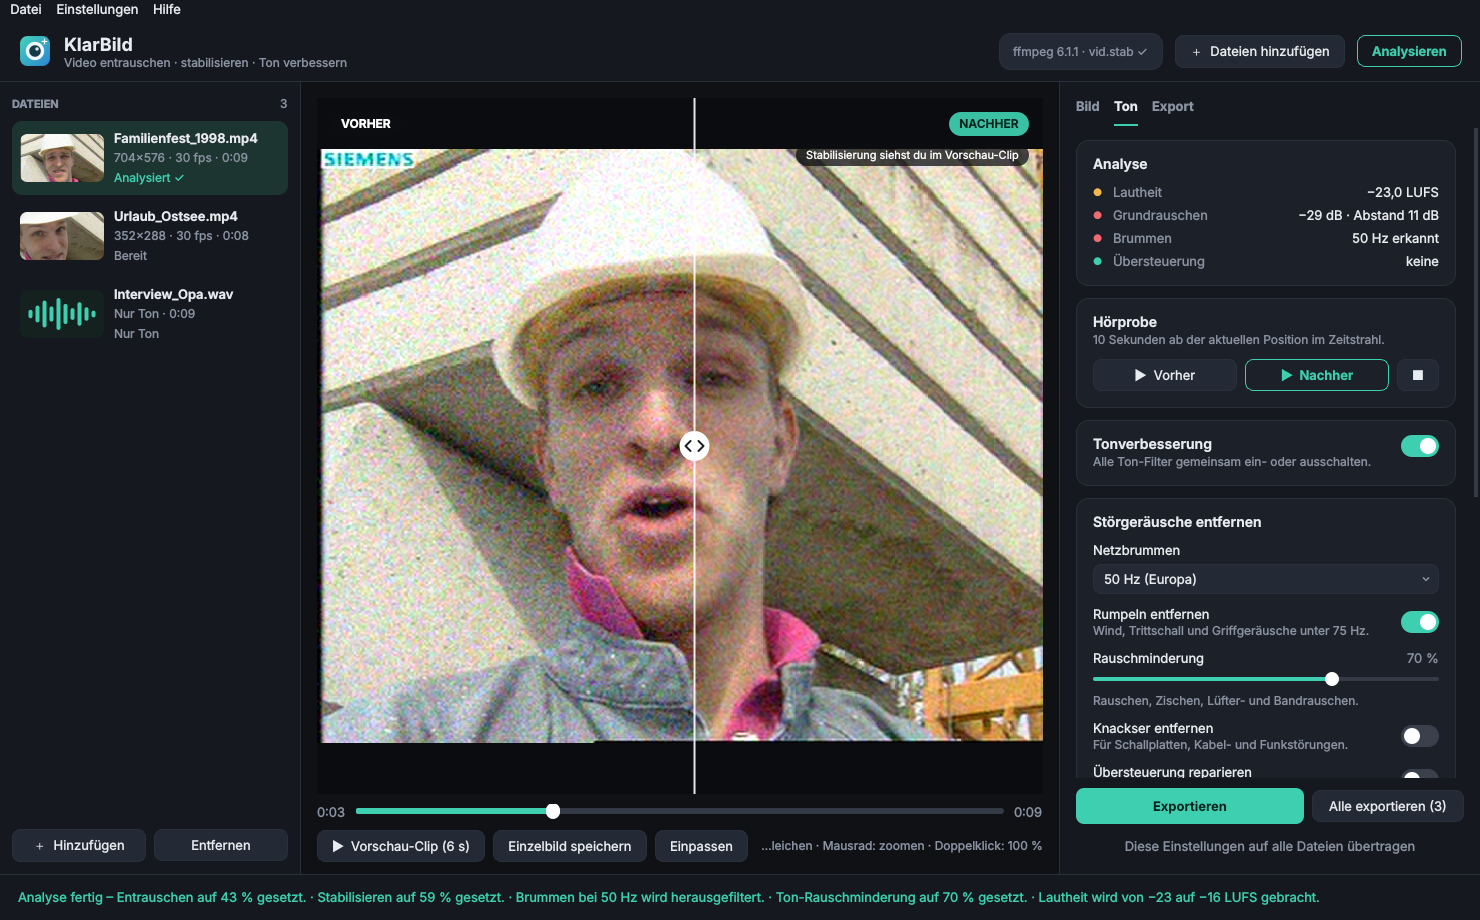 Datei Einstellungen Hilfe
KlarBild
Video entrauschen · stabilisieren · Ton verbessern
ffmpeg 6.1.1 · vid.stab ✓
+ Dateien hinzufügen
Analysieren
DATEIEN 3
Familienfest_1998.mp4
704×576 · 30 fps · 0:09
Analysiert ✓
Urlaub_Ostsee.mp4
352×288 · 30 fps · 0:08
Bereit
Interview_Opa.wav
Nur Ton · 0:09
Nur Ton
+ Hinzufügen
Entfernen
VORHER
NACHHER
SIEMENS
Stabilisierung siehst du im Vorschau-Clip
0:03
0:09
▶ Vorschau-Clip (6 s)
Einzelbild speichern
Einpassen
...leichen · Mausrad: zoomen · Doppelklick: 100 %
Bild Ton Export
Analyse
Lautheit −23,0 LUFS
Grundrauschen −29 dB · Abstand 11 dB
Brummen 50 Hz erkannt
Übersteuerung keine
Hörprobe
10 Sekunden ab der aktuellen Position im Zeitstrahl.
▶ Vorher
▶ Nachher
Tonverbesserung
Alle Ton-Filter gemeinsam ein- oder ausschalten.
Störgeräusche entfernen
Netzbrummen
50 Hz (Europa)
Rumpeln entfernen
Wind, Trittschall und Griffgeräusche unter 75 Hz.
Rauschminderung 70 %
Rauschen, Zischen, Lüfter- und Bandrauschen.
Knackser entfernen
Für Schallplatten, Kabel- und Funkstörungen.
Übersteuerung reparieren
Exportieren
Alle exportieren (3)
Diese Einstellungen auf alle Dateien übertragen
Analyse fertig – Entrauschen auf 43 % gesetzt. · Stabilisieren auf 59 % gesetzt. · Brummen bei 50 Hz wird herausgefiltert. · Ton-Rauschminderung auf 70 % gesetzt. · Lautheit wird von −23 auf −16 LUFS gebracht.